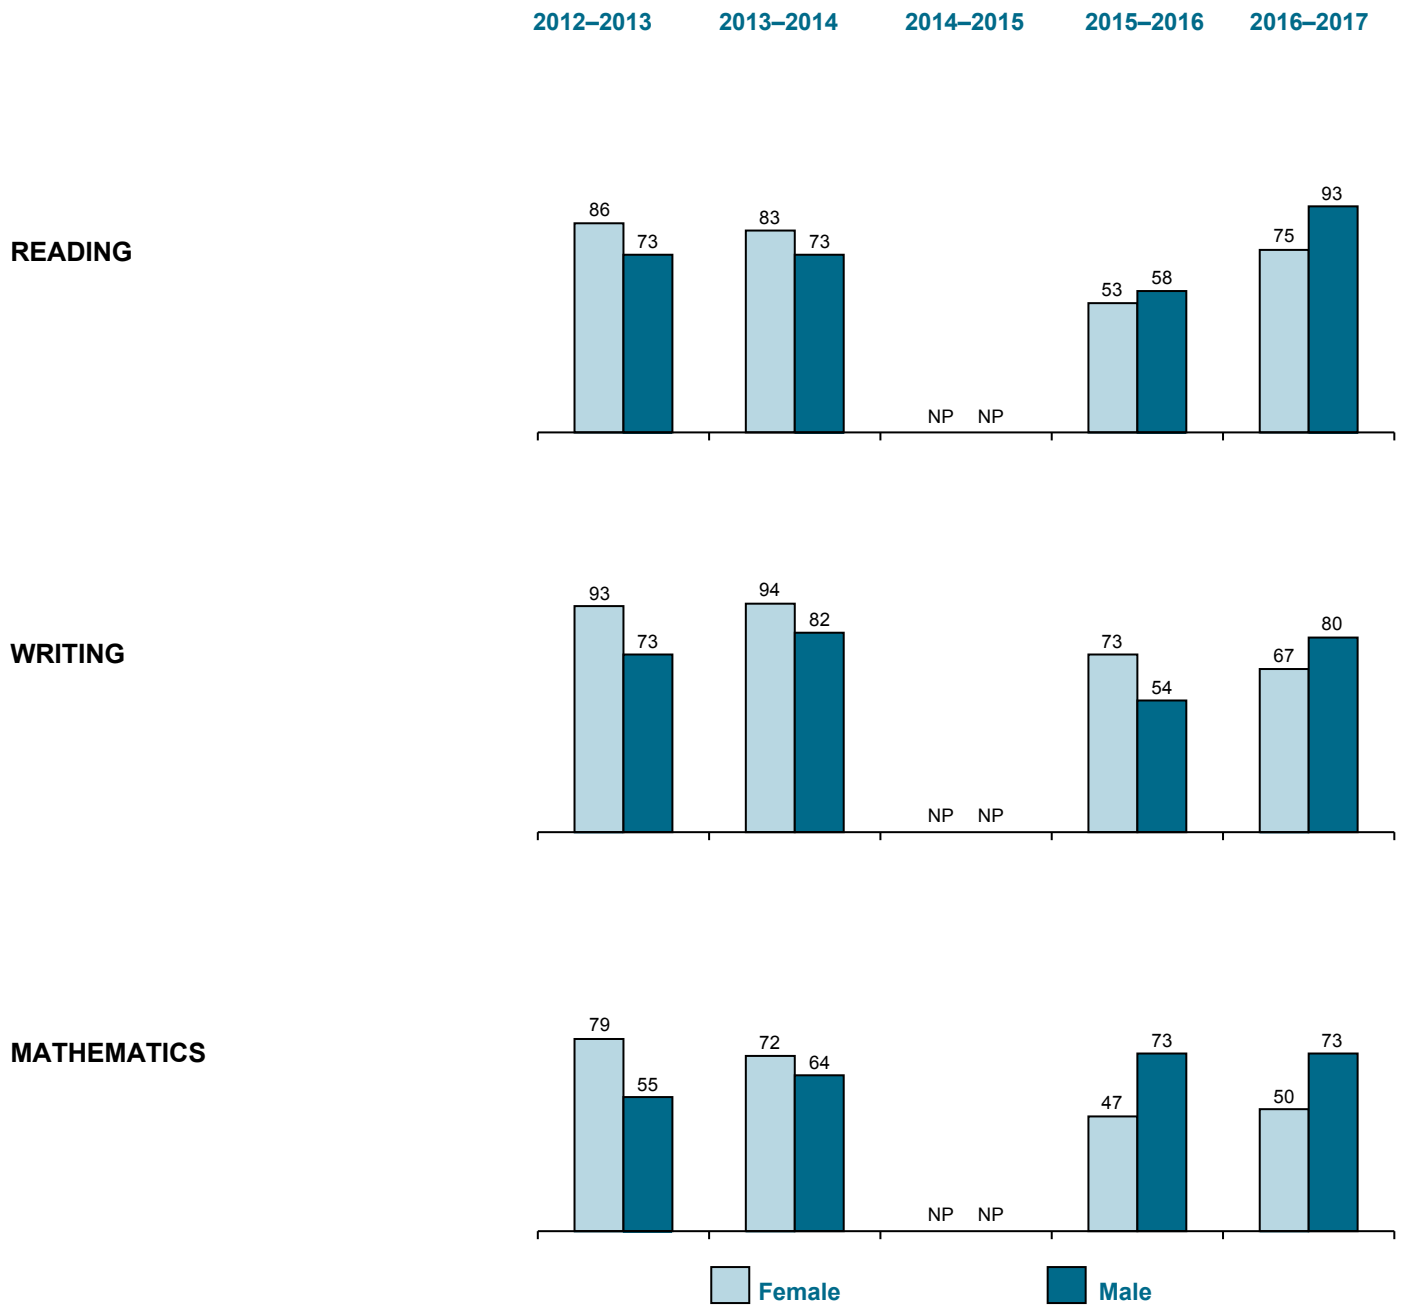 2012–2013 2013–2014 2014–2015 2015–2016 2016–2017
READING
86 73 83 73 NP NP 53 58 75 93
WRITING
93 73 94 82 NP NP 73 54 67 80
MATHEMATICS
79 55 72 64 NP NP 47 73 50 73
Female Male